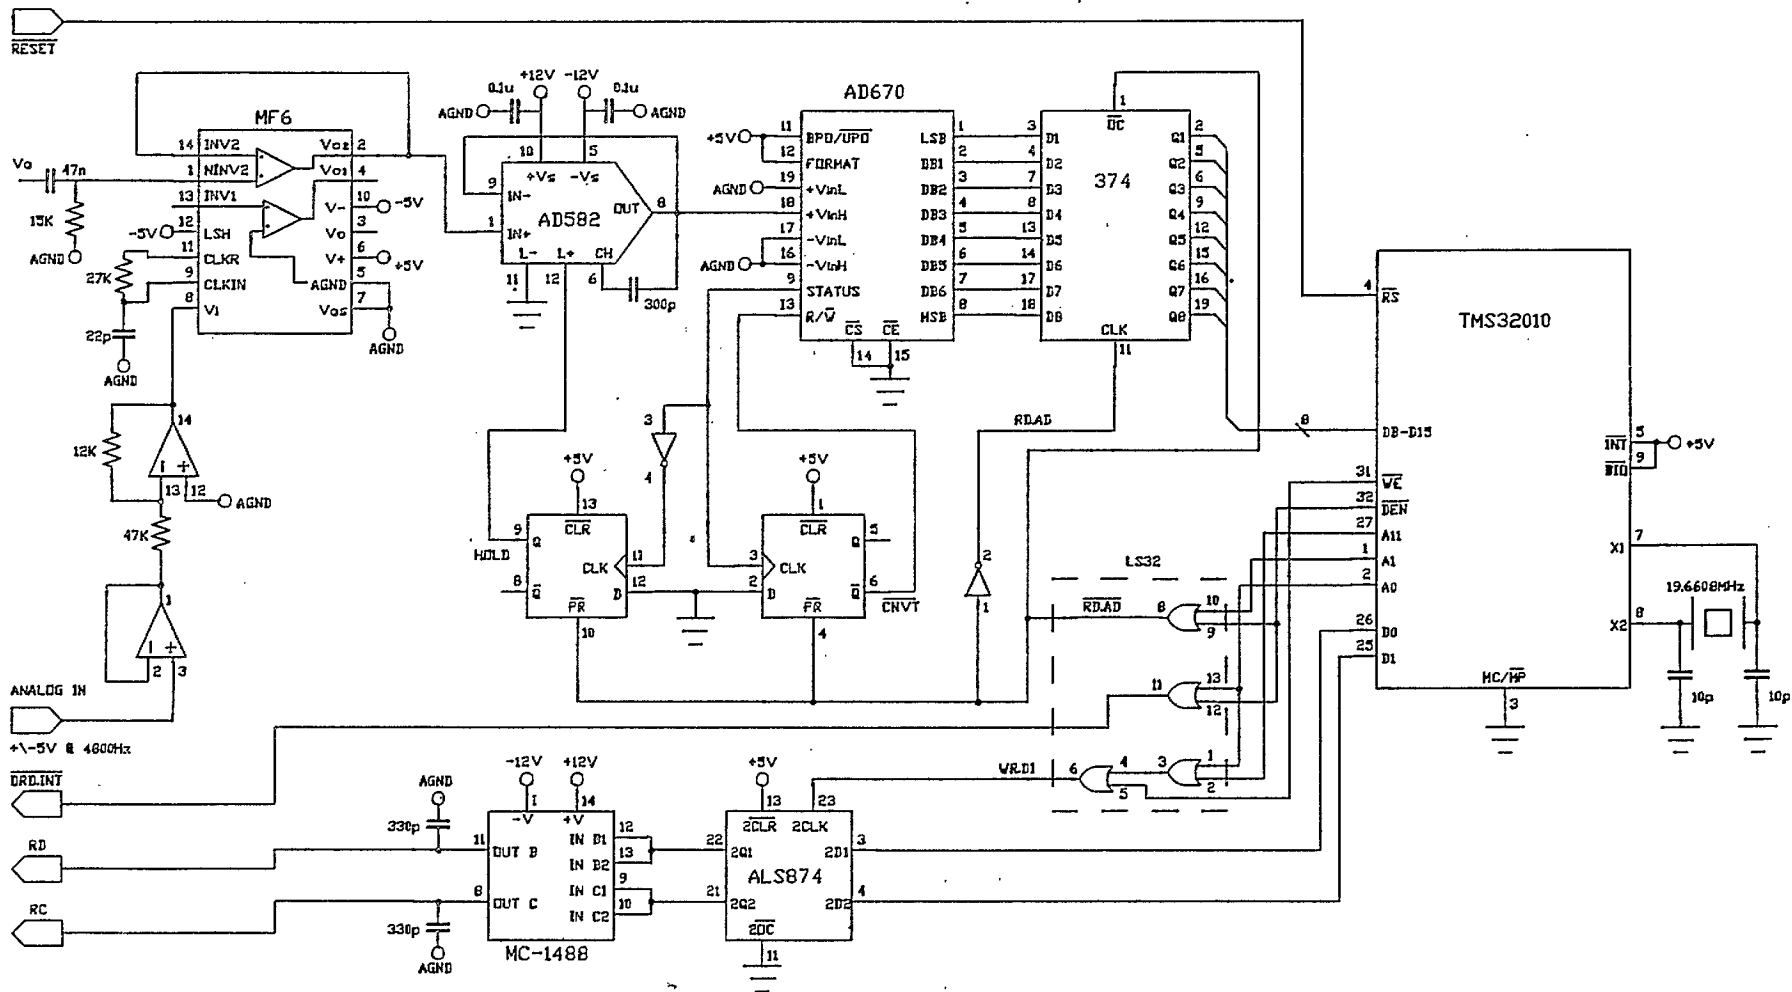 RESET
MF6
14 INV2 Vo2 2
1 NINV2 Vo1 4
13 INV1 V- 10 -5V
-5V 12 LSH Vo 3
11 CLKR V+ 6 +5V
9 CLKIN AGND 5
8 V1 Vos 7
Vo
47n
15K
AGND
27K
22p
AGND
AGND
12K
14
13 12
AGND
47K
1
2 3
ANALOG IN
+\-5V @ 4800Hz
DRD.INT
RD
RC
0.1u +12V -12V 0.1u
AGND AGND
10 5
+Vs -Vs
9 IN-
AD582
OUT 8
1 IN+
L- L+ CH
11 12 6
300p
AD670
+5V 11 BPO/UPO LSB 1
12 FORMAT DB1 2
AGND 19 +VinL DB2 3
18 +VinH DB3 4
17 -VinL DB4 5
AGND 16 -VinH DB5 6
9 STATUS DB6 7
13 R/W MSB 8
CS CE
14 15
1
OC
374
3 D1 Q1 2
4 D2 Q2 5
7 D3 Q3 6
8 D4 Q4 9
13 D5 Q5 12
14 D6 Q6 15
17 D7 Q7 16
18 D8 Q8 19
CLK
11
RD.AD
3
4
+5V
13
CLR
HOLD 9 Q
CLK 11
8 Q
D 12
PR
10
+5V
1
CLR
Q 5
3 CLK
2 D
Q 6
CNVT
PR
4
2
1
LS32
RD.AD 8 10
9
11 13
12
WR.D1 6 4 3 1
5 2
TMS32010
4 RS
8 D8-D15
31 WE
32 DEN
27 A11
1 A1
2 A0
26 D0
25 D1
MC/MP
3
INT 5 +5V
BIO 9
X1 7
X2 8
19.6608MHz
10p 10p
AGND
330p
-12V +12V
1 14
-V +V
11 OUT B IN B1 12
IN B2 13
8 OUT C IN C1 9
IN C2 10
MC-1488
330p
AGND
+5V
13 23
2CLR 2CLK
22 2Q1 2D1 3
ALS874
21 2Q2 2D2 4
2OC
11